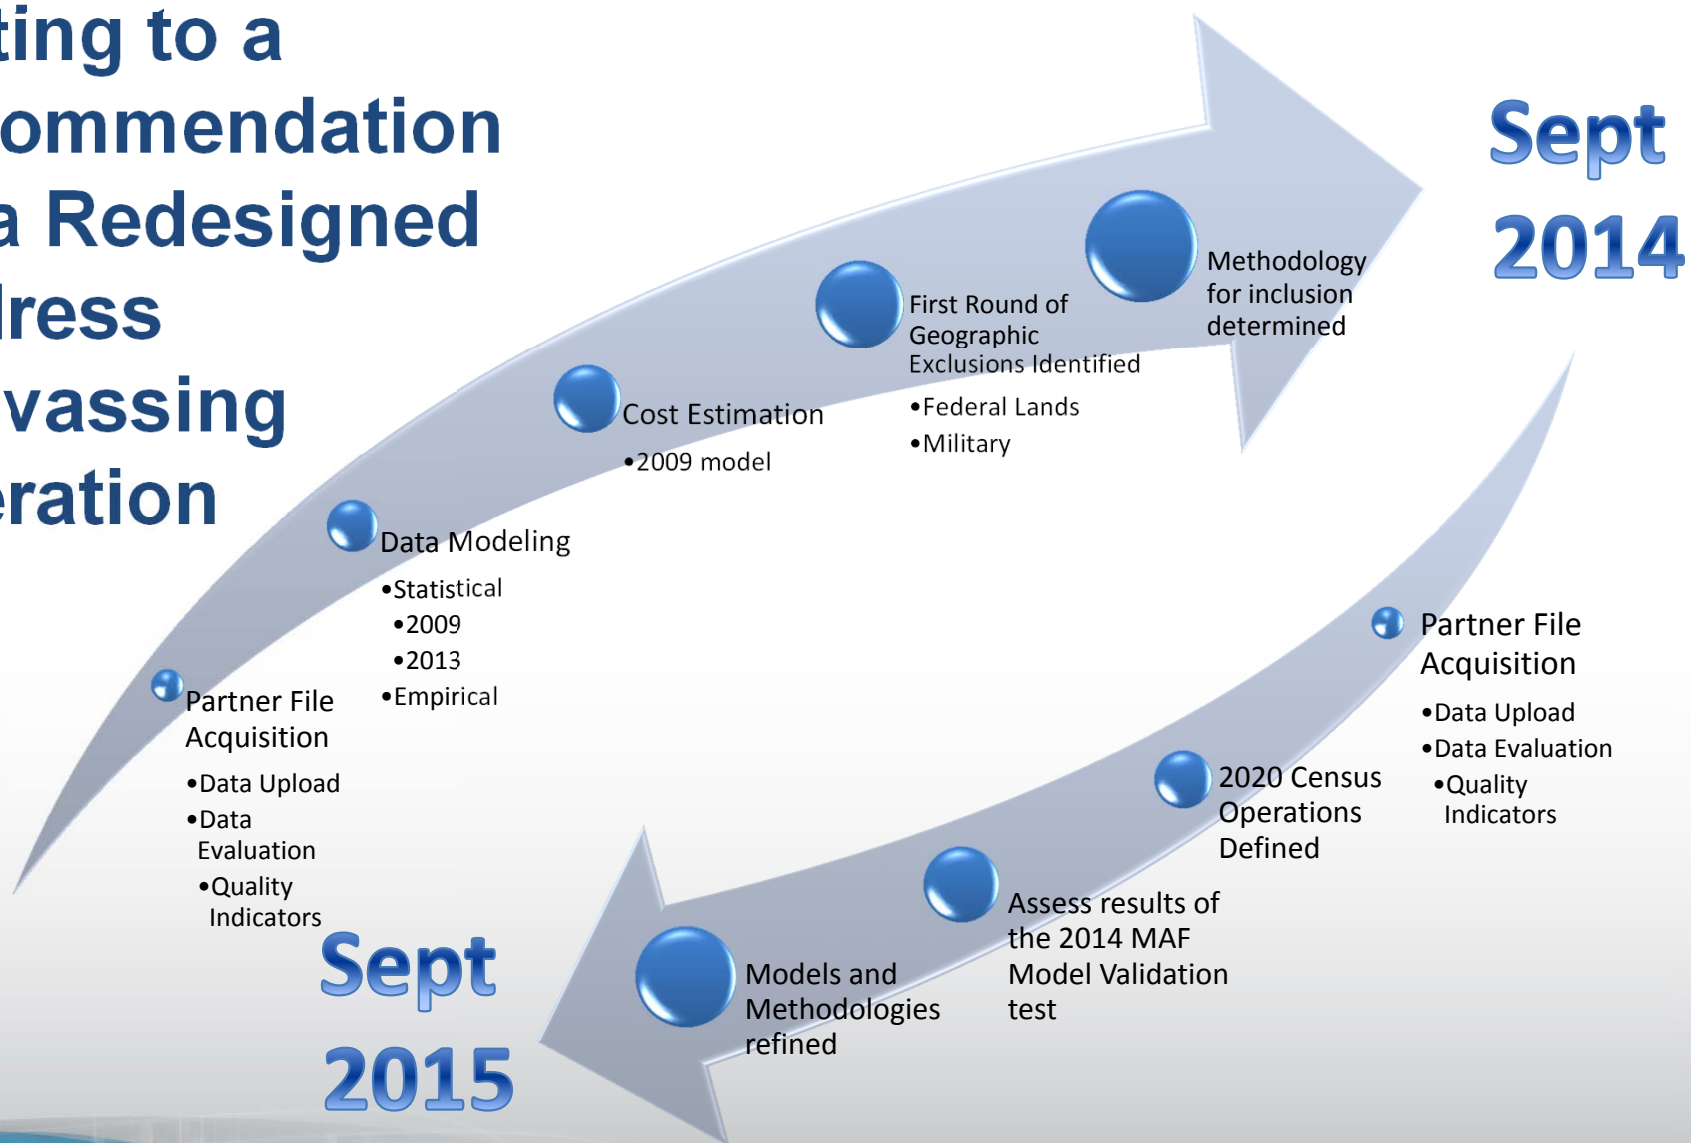 ting to a
ommendation
a Redesigned
dress
vassing
eration
Sept
2014
Methodology
for inclusion
determined
First Round of
Geographic
Exclusions Identified
•Federal Lands
•Military
Cost Estimation
•2009 model
Data Modeling
•Statistical
•2009
•2013
•Empirical
Partner File
Acquisition
•Data Upload
•Data
Evaluation
•Quality
Indicators
Partner File
Acquisition
•Data Upload
•Data Evaluation
•Quality
Indicators
2020 Census
Operations
Defined
Assess results of
the 2014 MAF
Model Validation
test
Models and
Methodologies
refined
Sept
2015